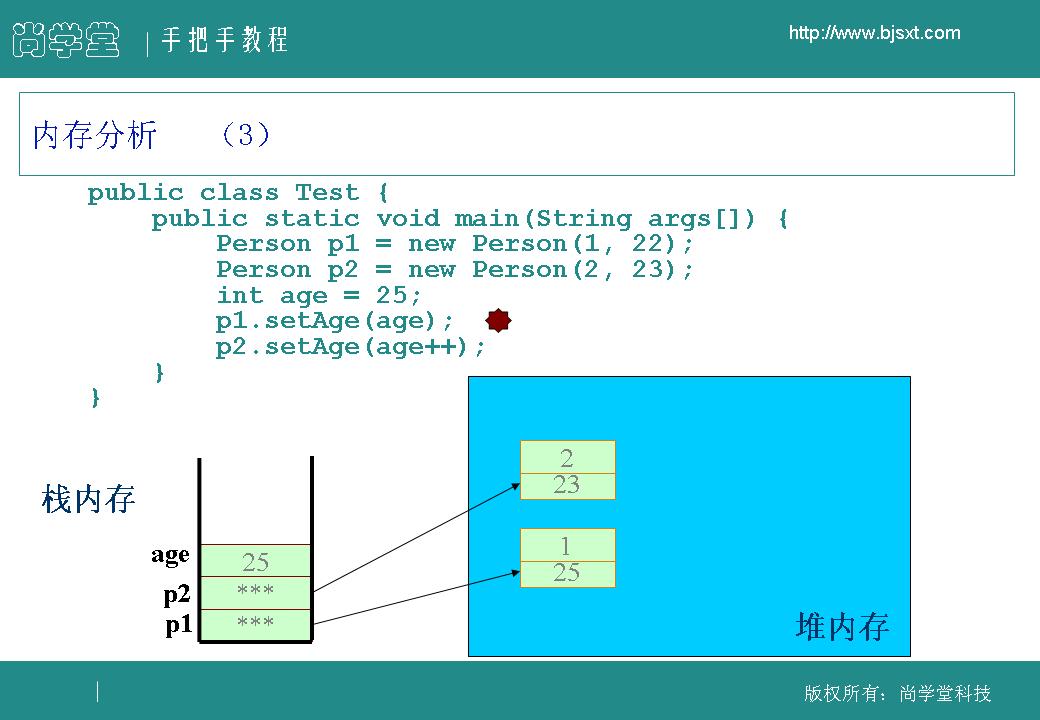 尚学堂 | 手把手教程
http://www.bjsxt.com
内存分析 (3)
public class Test {
public static void main(String args[]) {
Person p1 = new Person(1, 22);
Person p2 = new Person(2, 23);
int age = 25;
p1.setAge(age);
p2.setAge(age++);
}
}
栈内存
age
25
p2
***
p1
***
2
23
1
25
堆内存
版权所有：尚学堂科技